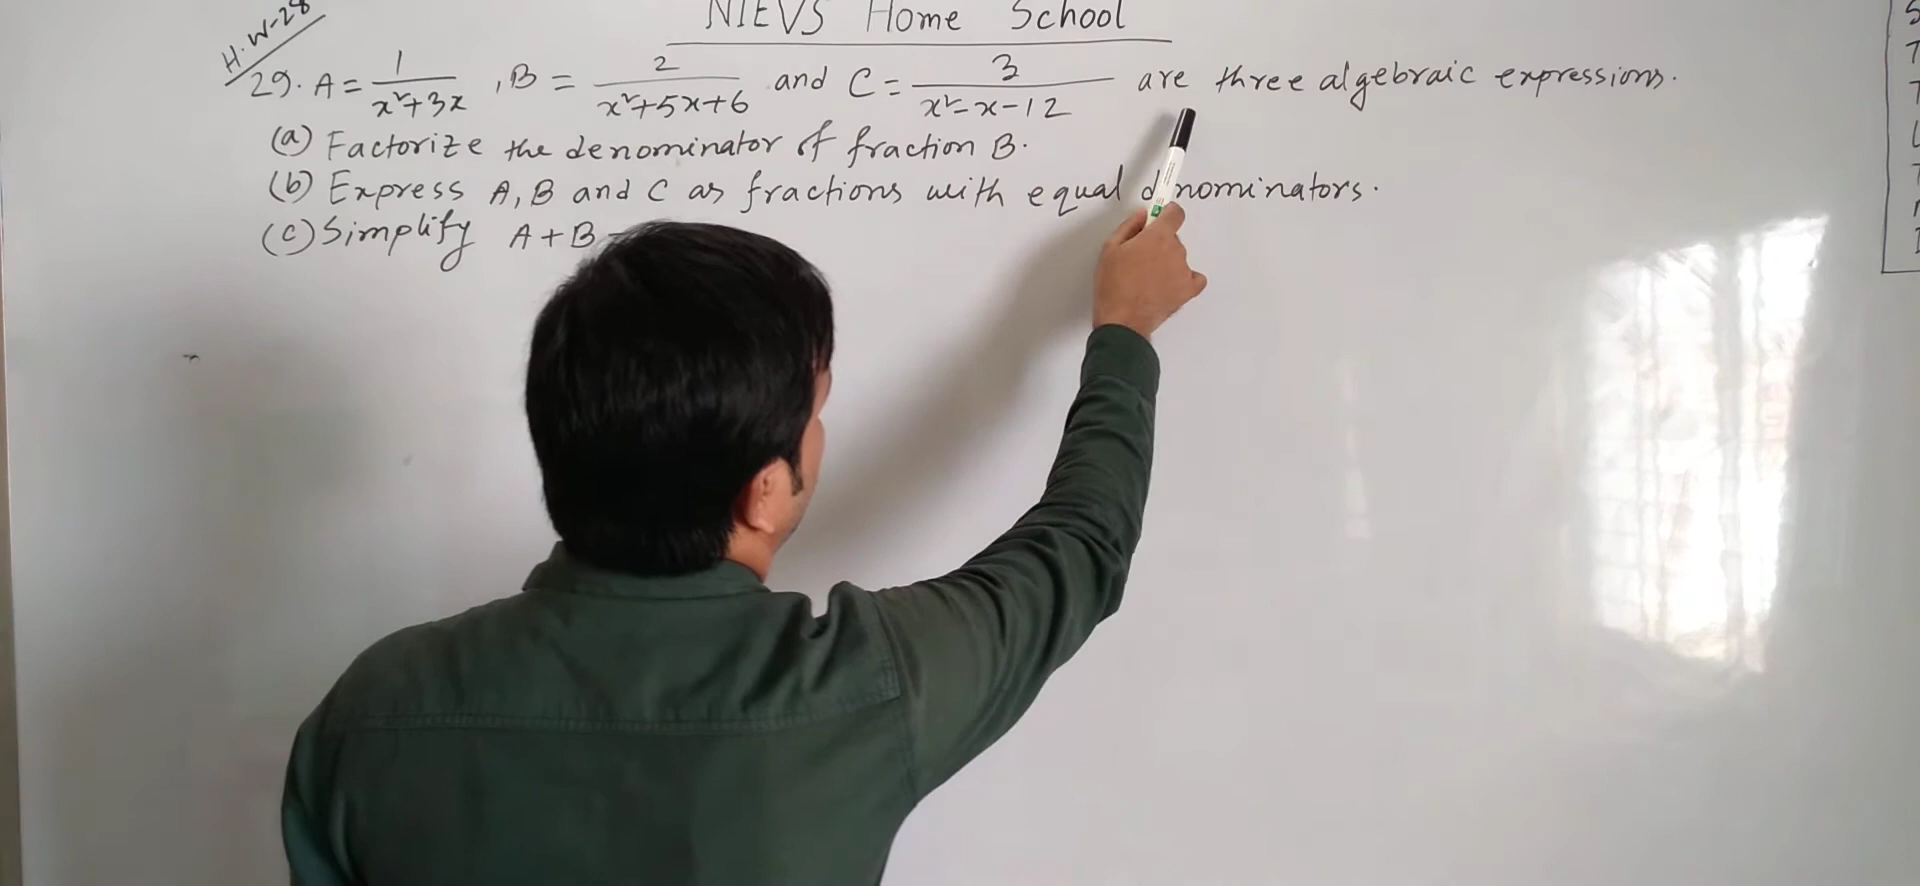 NIEVS Home School
H.W-28
29. A = 1/(x²+3x), B = 2/(x²+5x+6) and C = 3/(x²-x-12) are three algebraic expressions.
(a) Factorize the denominator of fraction B.
(b) Express A, B and C as fractions with equal d nominators.
(c) Simplify A+B-